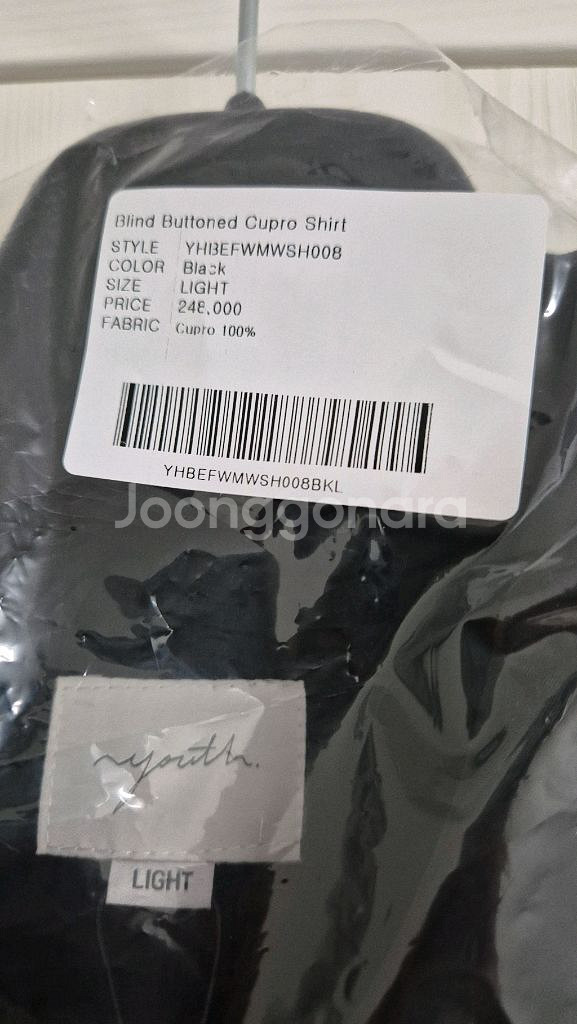 Blind Buttoned Cupro Shirt
STYLE YHBEFWMWSH008
COLOR Black
SIZE LIGHT
PRICE 248,000
FABRIC Cupro 100%
YHBEFWMWSH008BKL
Joonggonara
youth.
LIGHT